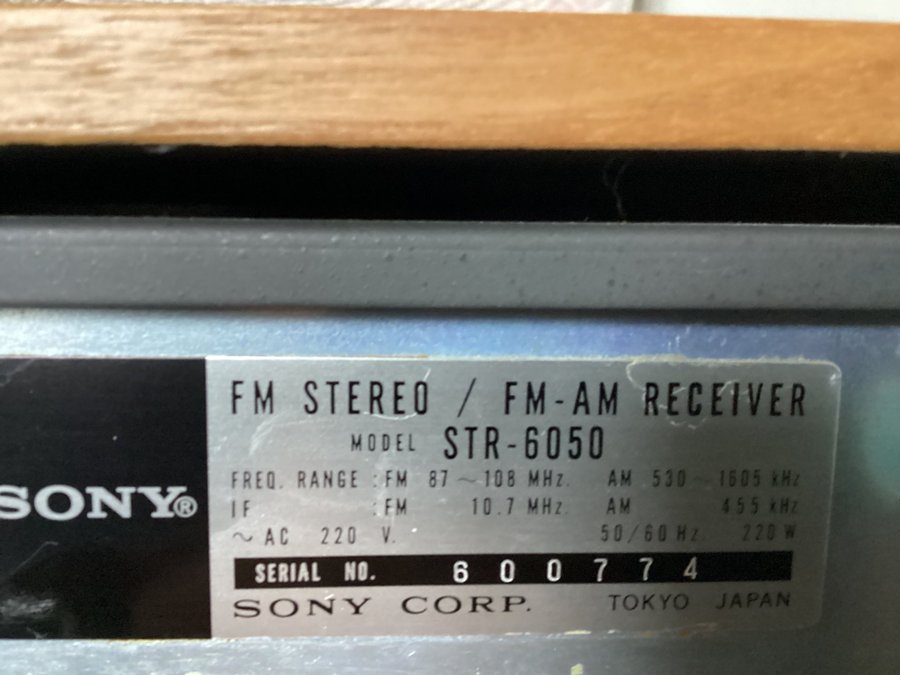 FM STEREO / FM-AM RECEIVER
MODEL STR-6050
FREQ. RANGE : FM 87 ~ 108 MHz. AM 530 ~ 1605 kHz
IF : FM 10.7 MHz. AM 455 kHz
~ AC 220 V. 50/60 Hz 220 W
SONY®
SERIAL NO. 600774
SONY CORP. TOKYO JAPAN